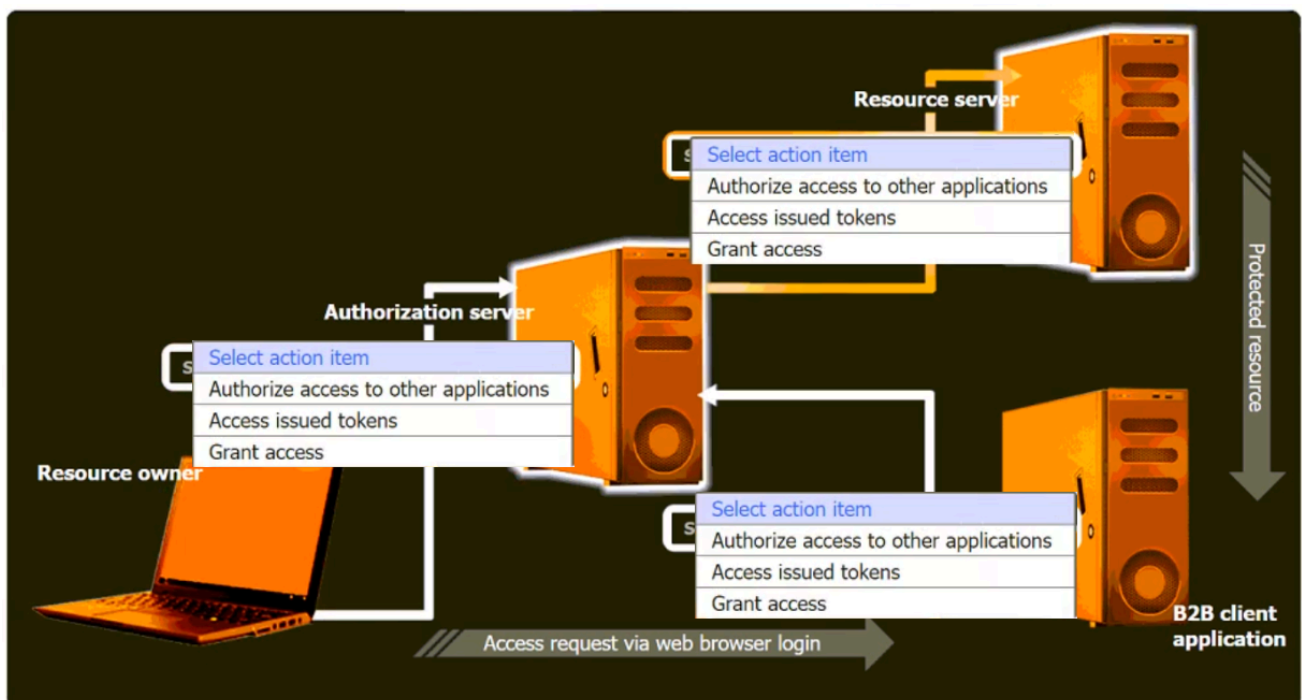 Resource server
S
Select action item
Authorize access to other applications
Access issued tokens
Grant access
Protected resource
Authorization server
S
Select action item
Authorize access to other applications
Access issued tokens
Grant access
Resource owner
S
Select action item
Authorize access to other applications
Access issued tokens
Grant access
B2B client
application
Access request via web browser login